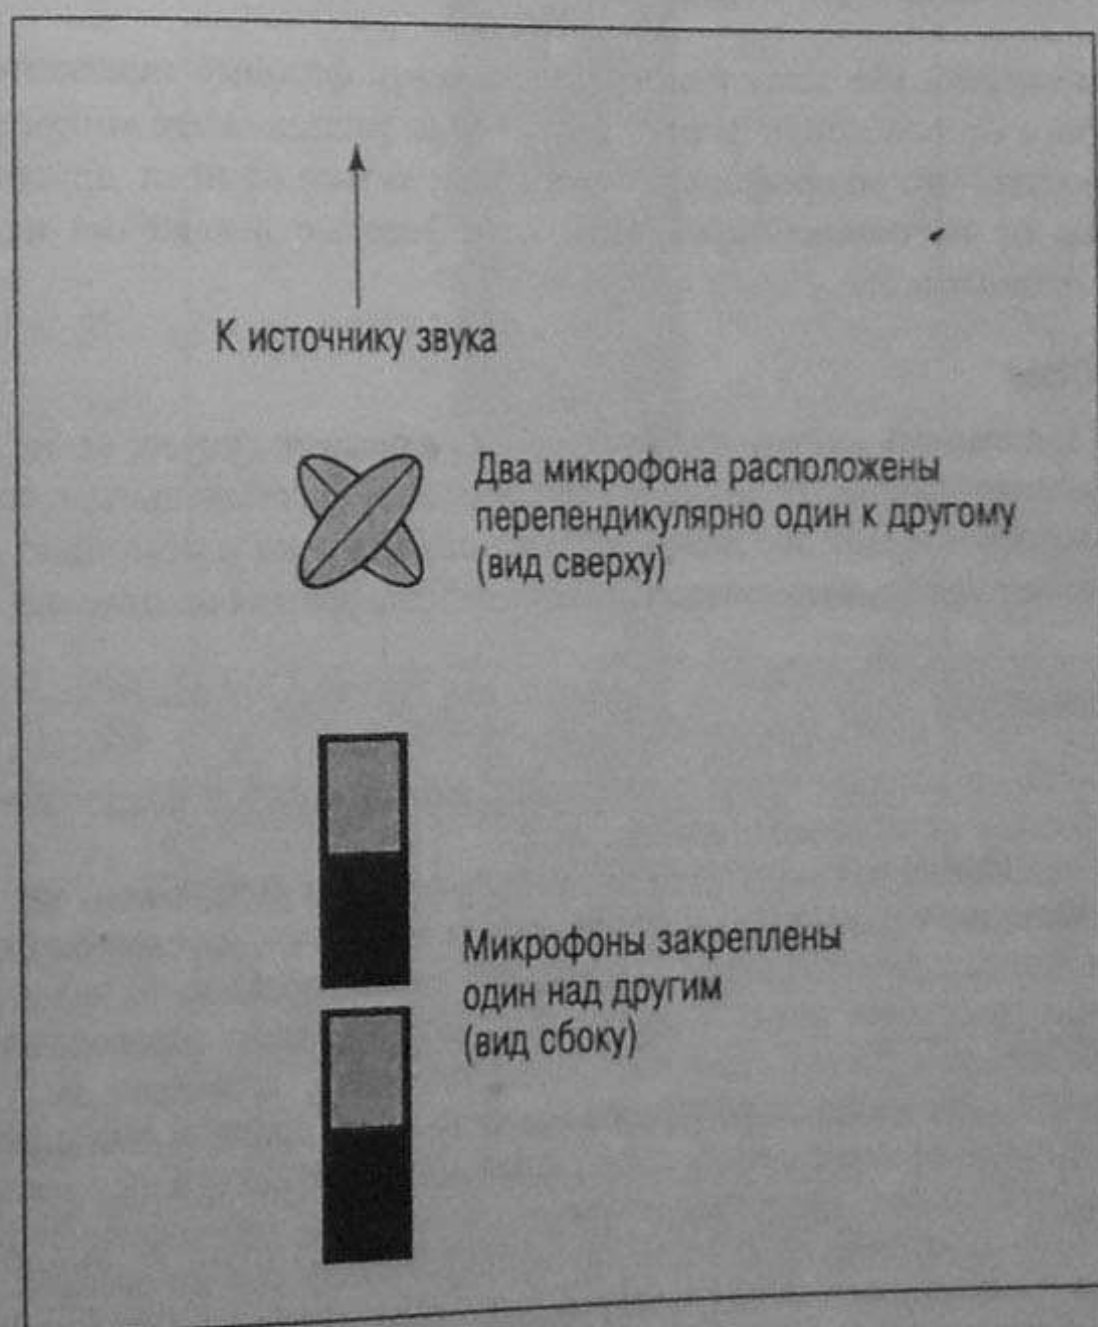 К источнику звука
Два микрофона расположены
перепендикулярно один к другому
(вид сверху)
Микрофоны закреплены
один над другим
(вид сбоку)